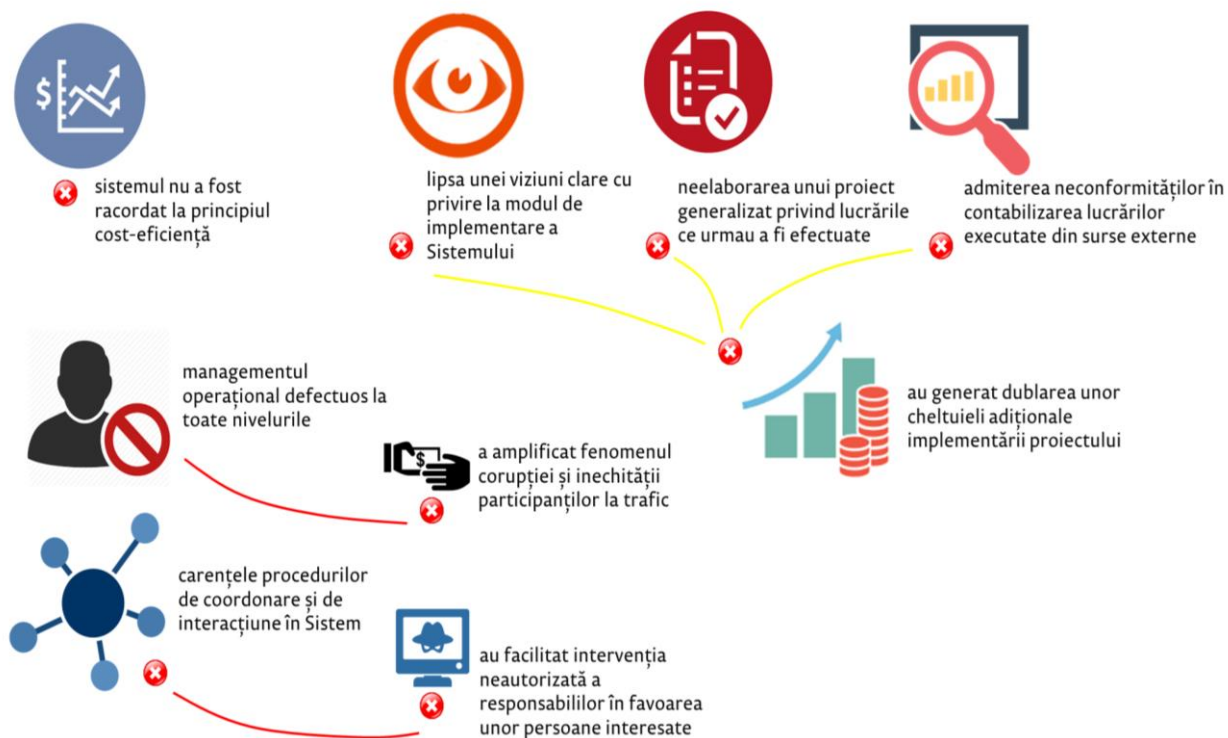 sistemul nu a fost
racordat la principiul
cost-eficiență
lipsa unei viziuni clare cu
privire la modul de
implementare a
Sistemului
neelaborarea unui proiect
generalizat privind lucrările
ce urmau a fi efectuate
admiterea neconformităților în
contabilizarea lucrărilor
executate din surse externe
managementul
operațional defectuos la
toate nivelurile
a amplificat fenomenul
corupției și inechității
participanților la trafic
au generat dublarea unor
cheltuieli adiționale
implementării proiectului
carențele procedurilor
de coordonare și de
interacțiune în Sistem
au facilitat intervenția
neautorizată a
responsabililor în favoarea
unor persoane interesate